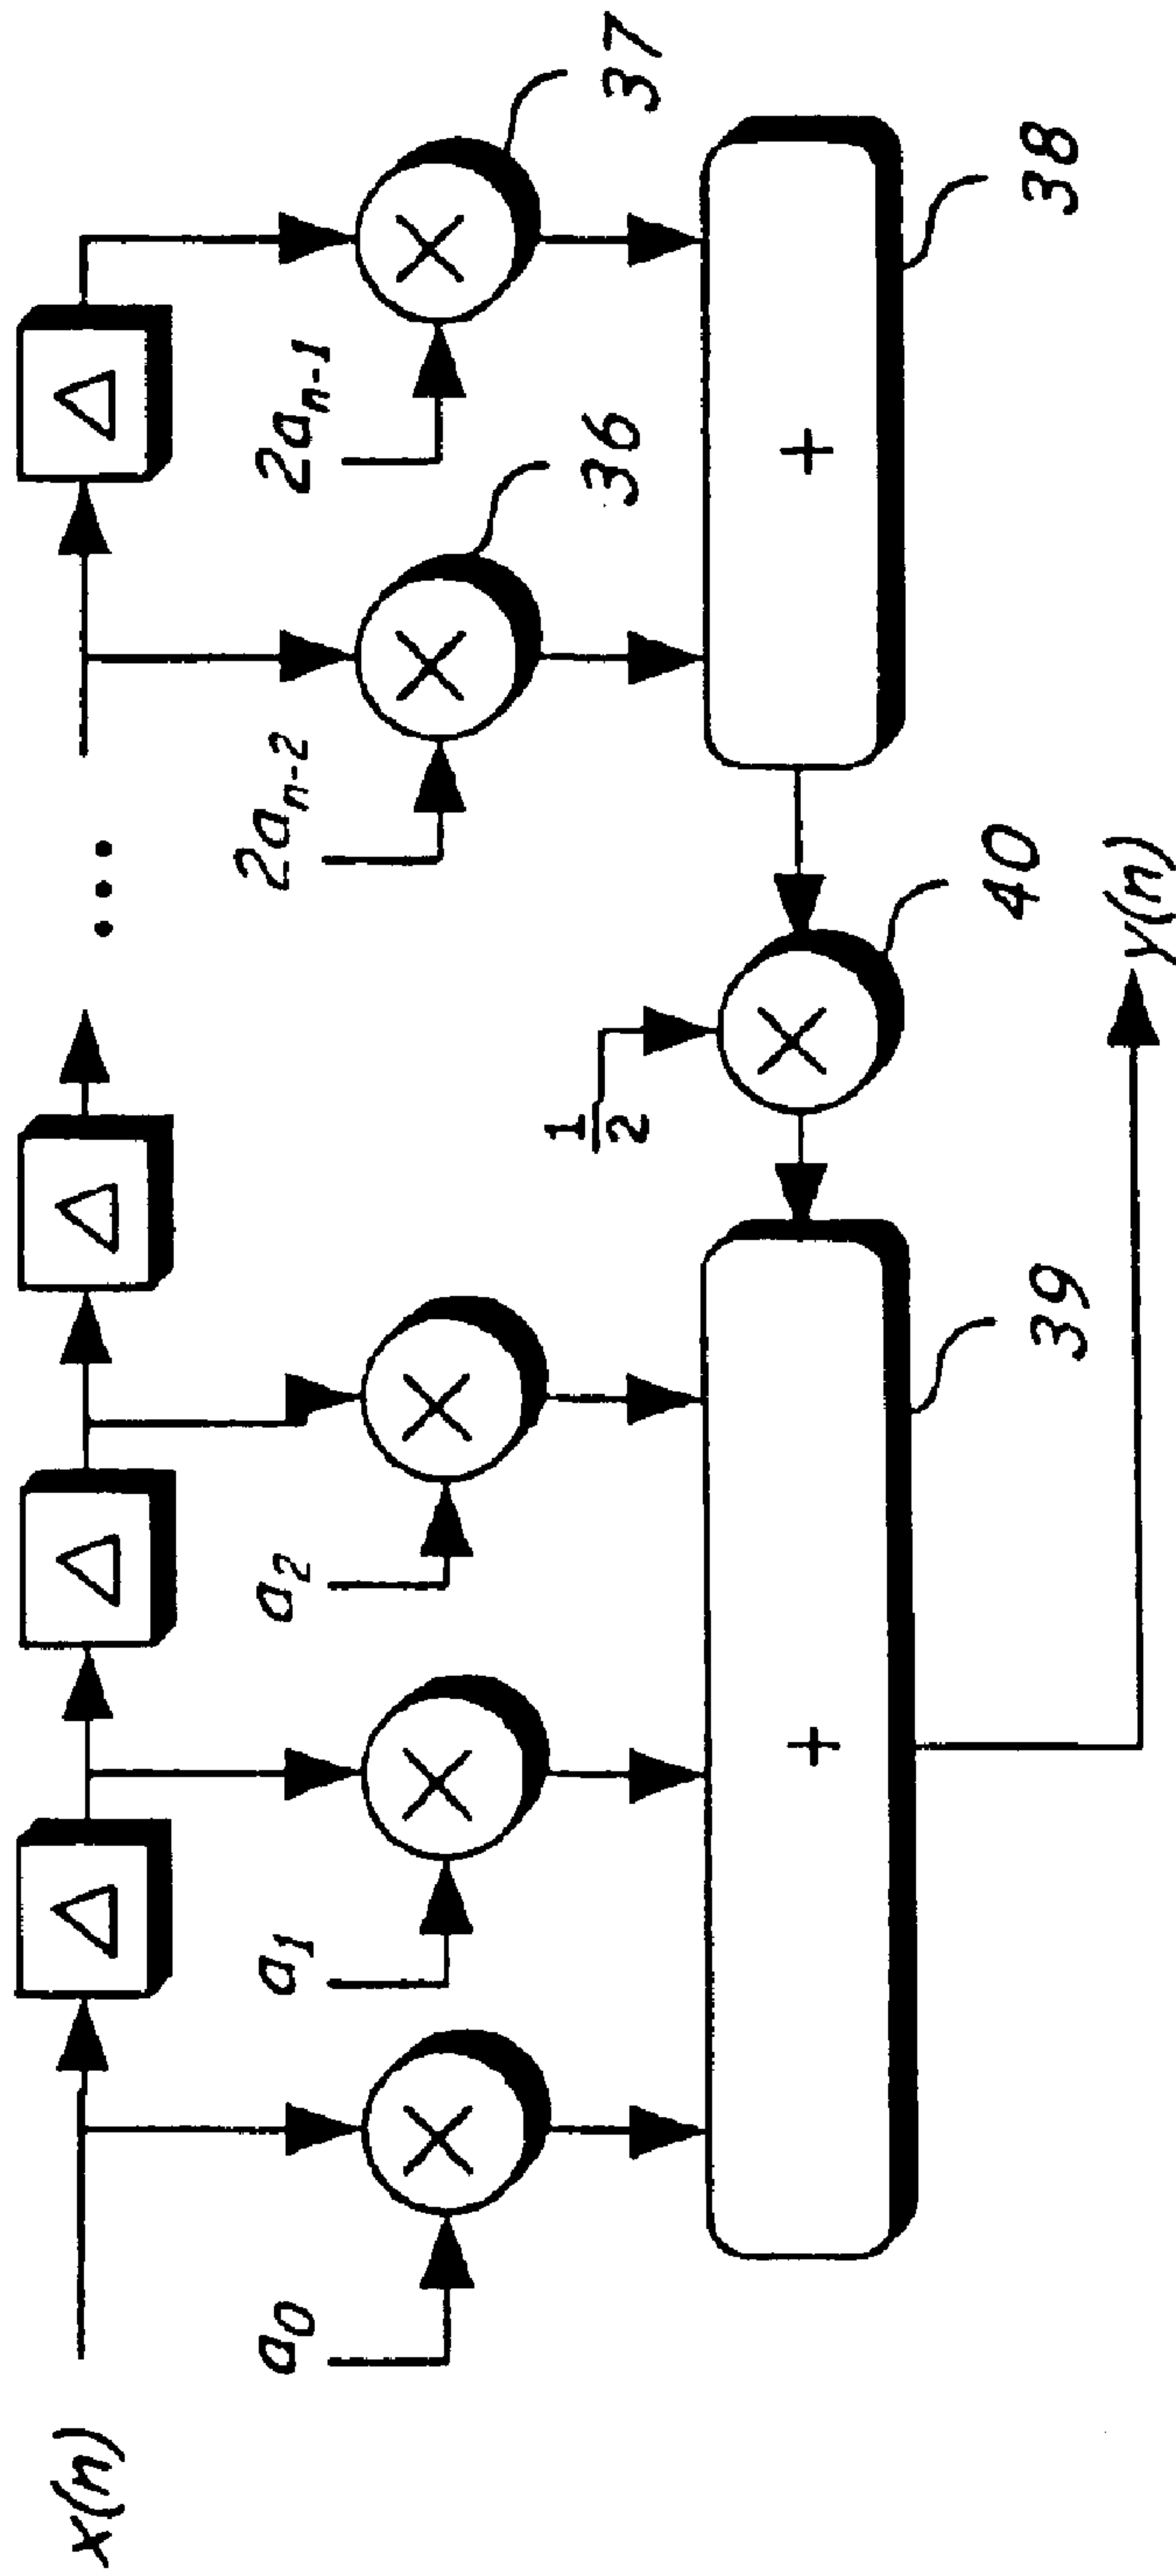 x(n)
Δ
Δ
Δ
...
Δ
a0
a1
a2
2an-2
2an-1
×
×
×
×
×
36
37
1/2
×
40
+
39
+
38
y(n)